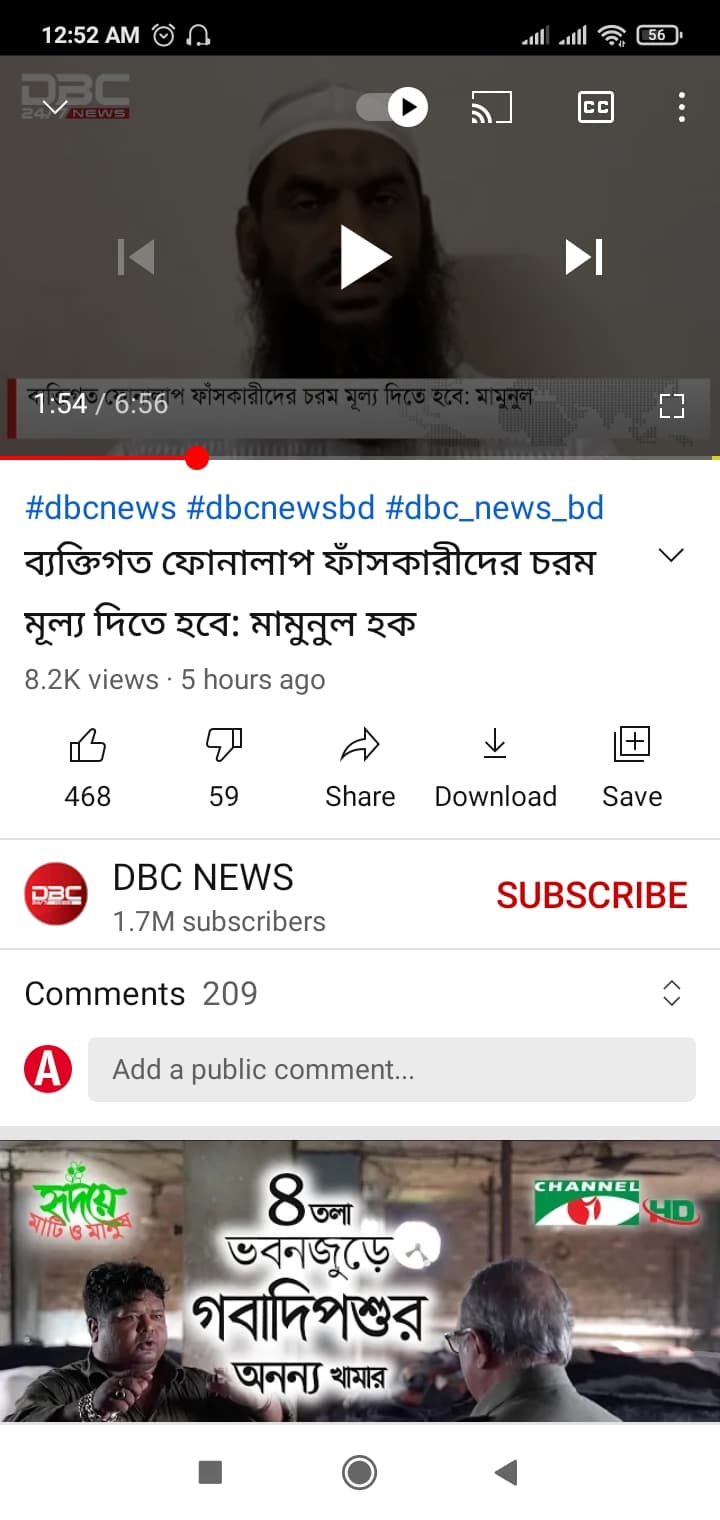 12:52 AM
56
DBC
24/7 NEWS
CC
ব্যক্তিগত ফোনালাপ ফাঁসকারীদের চরম মূল্য দিতে হবে: মামুনুল
1:54 / 6:56
#dbcnews #dbcnewsbd #dbc_news_bd
ব্যক্তিগত ফোনালাপ ফাঁসকারীদের চরম
মূল্য দিতে হবে: মামুনুল হক
8.2K views · 5 hours ago
468
59
Share
Download
Save
DBC
DBC NEWS
1.7M subscribers
SUBSCRIBE
Comments 209
A
Add a public comment...
হৃদয়ে
মাটি ও মানুষ
৪ তলা
ভবনজুড়ে
গবাদিপশুর
অনন্য খামার
CHANNEL
i HD